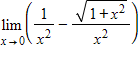 lim x→0 (1/x² − √(1+x²)/x²)